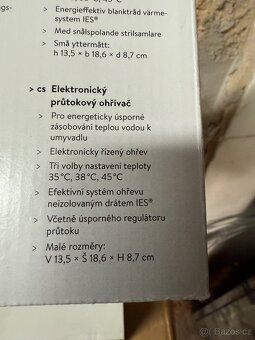 > Energieffektiv blanktråd värme-
system IES®
> Med snålspolande strilsamlare
> Små yttermått:
h 13,5 × b 18,6 × d 8,7 cm
> cs Elektronický
průtokový ohřívač
> Pro energeticky úsporné
zásobování teplou vodou k
umyvadlu
> Elektronicky řízený ohřev
> Tři volby nastavení teploty
35 °C, 38 °C, 45 °C
> Efektivní systém ohřevu
neizolovaným drátem IES®
> Včetně úsporného regulátoru
průtoku
> Malé rozměry:
V 13,5 × Š 18,6 × H 8,7 cm
Bazos.cz